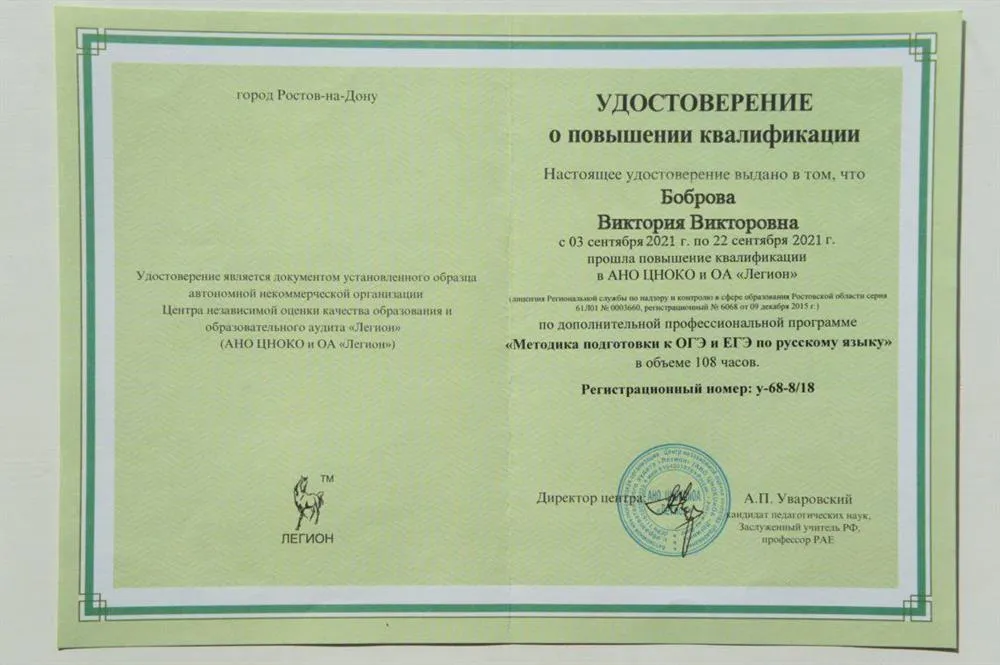 город Ростов-на-Дону
Удостоверение является документом установленного образца
автономной некоммерческой организации
Центра независимой оценки качества образования и
образовательного аудита «Легион»
(АНО ЦНОКО и ОА «Легион»)
TM
ЛЕГИОН
УДОСТОВЕРЕНИЕ
о повышении квалификации
Настоящее удостоверение выдано в том, что
Боброва
Виктория Викторовна
с 03 сентября 2021 г. по 22 сентября 2021 г.
прошла повышение квалификации
в АНО ЦНОКО и ОА «Легион»
(лицензия Региональной службы по надзору и контролю в сфере образования Ростовской области серия
61Л01 № 0003660, регистрационный № 6068 от 09 декабря 2015 г.)
по дополнительной профессиональной программе
«Методика подготовки к ОГЭ и ЕГЭ по русскому языку»
в объеме 108 часов.
Регистрационный номер: у-68-8/18
Директор центра
А.П. Уваровский
кандидат педагогических наук,
Заслуженный учитель РФ,
профессор РАЕ